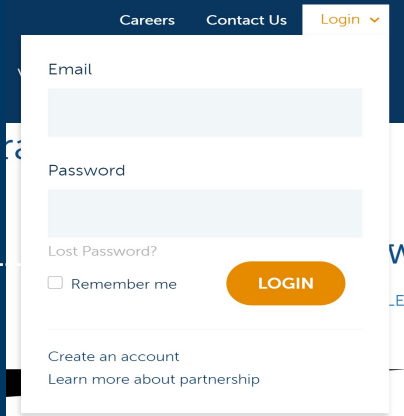 Careers Contact Us Login
Email
Password
Lost Password?
Remember me LOGIN
Create an account
Learn more about partnership